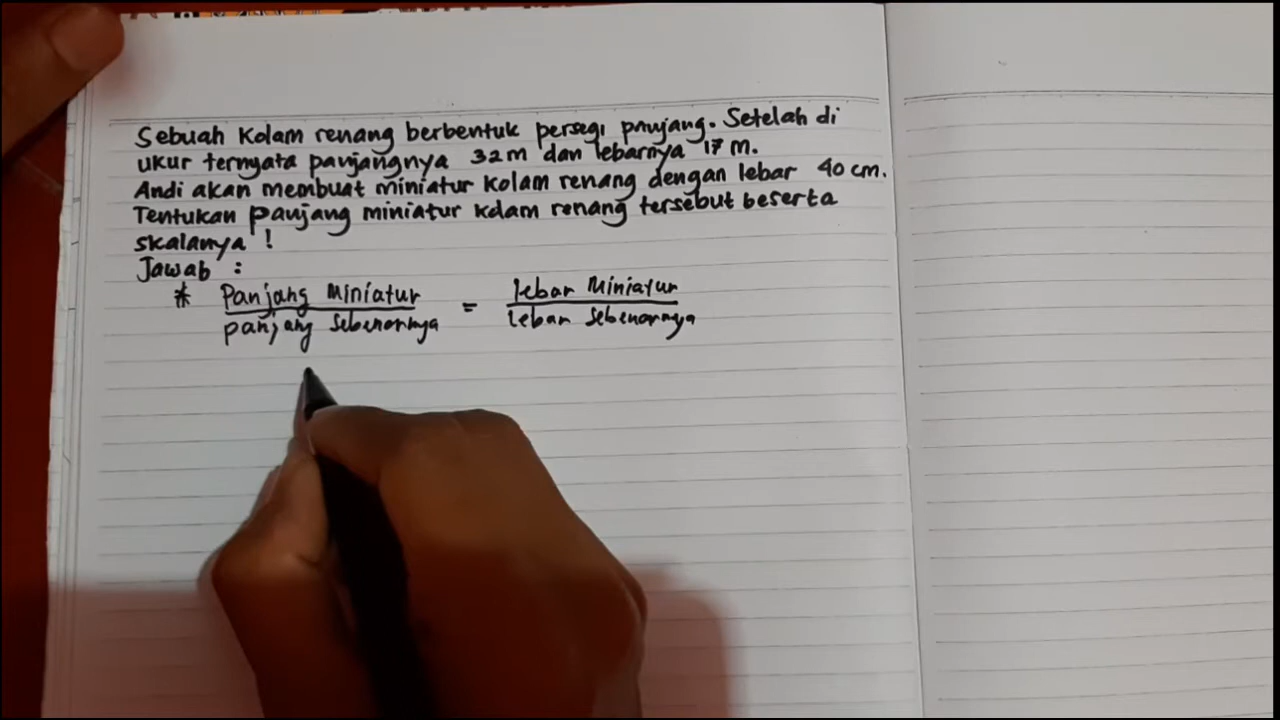 Sebuah Kolam renang berbentuk persegi panjang. Setelah di
ukur ternyata panjangnya 32 m dan lebarnya 17 m.
Andi akan membuat miniatur kolam renang dengan lebar 40 cm.
Tentukan panjang miniatur kolam renang tersebut beserta
skalanya !
Jawab :
* Panjang Miniatur = lebar Miniatur
panjang Sebenarnya lebar Sebenarnya